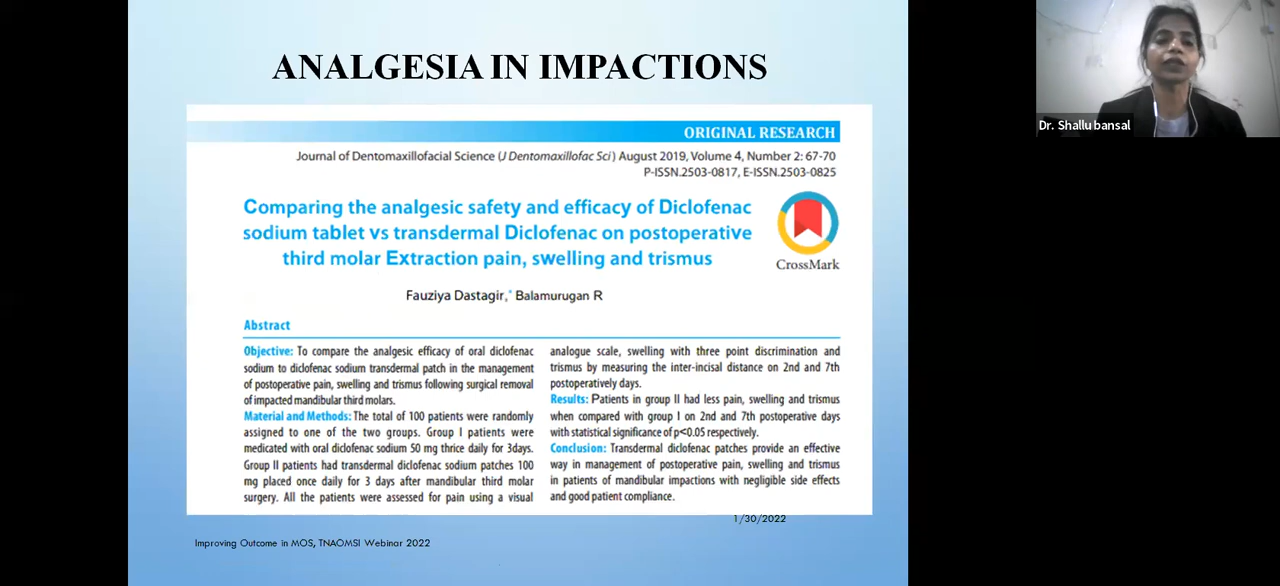 ANALGESIA IN IMPACTIONS
Dr. Shallu bansal
ORIGINAL RESEARCH
Journal of Dentomaxillofacial Science (J Dentomaxillofac Sci) August 2019, Volume 4, Number 2: 67-70
P-ISSN.2503-0817, E-ISSN.2503-0825
Comparing the analgesic safety and efficacy of Diclofenac
sodium tablet vs transdermal Diclofenac on postoperative
third molar Extraction pain, swelling and trismus
CrossMark
Fauziya Dastagir,* Balamurugan R
Abstract
Objective: To compare the analgesic efficacy of oral diclofenac
sodium to diclofenac sodium transdermal patch in the management
of postoperative pain, swelling and trismus following surgical removal
of impacted mandibular third molars.
Material and Methods: The total of 100 patients were randomly
assigned to one of the two groups. Group I patients were
medicated with oral diclofenac sodium 50 mg thrice daily for 3days.
Group II patients had transdermal diclofenac sodium patches 100
mg placed once daily for 3 days after mandibular third molar
surgery. All the patients were assessed for pain using a visual
analogue scale, swelling with three point discrimination and
trismus by measuring the inter-incisal distance on 2nd and 7th
postoperatively days.
Results: Patients in group II had less pain, swelling and trismus
when compared with group I on 2nd and 7th postoperative days
with statistical significance of p<0.05 respectively.
Conclusion: Transdermal diclofenac patches provide an effective
way in management of postoperative pain, swelling and trismus
in patients of mandibular impactions with negligible side effects
and good patient compliance.
1/30/2022
Improving Outcome in MOS, TNAOMSI Webinar 2022